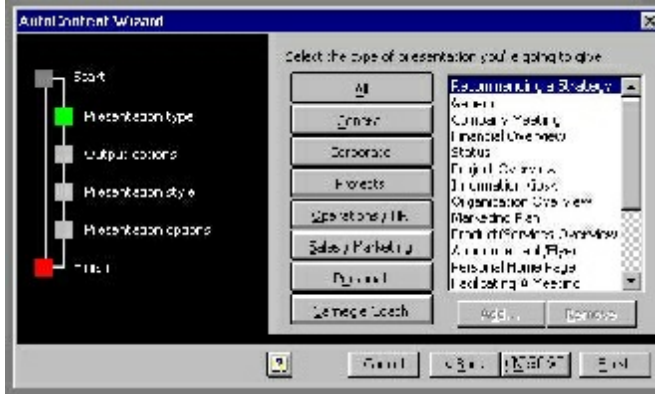 AutoContent Wizard
Select the type of presentation you're going to give
Start
Presentation type
Output options
Presentation style
Presentation options
Finish
All
General
Corporate
Projects
Operations / HR
Sales / Marketing
Personal
Carnegie Coach
Recommending a Strategy
Generic
Company Meeting
Financial Overview
Status
Project Overview
Information Kiosk
Organization Overview
Marketing Plan
Product/Services Overview
Announcement/Flyer
Personal Home Page
Facilitating A Meeting
Add...
Remove
?
Cancel
< Back
Next >
Finish